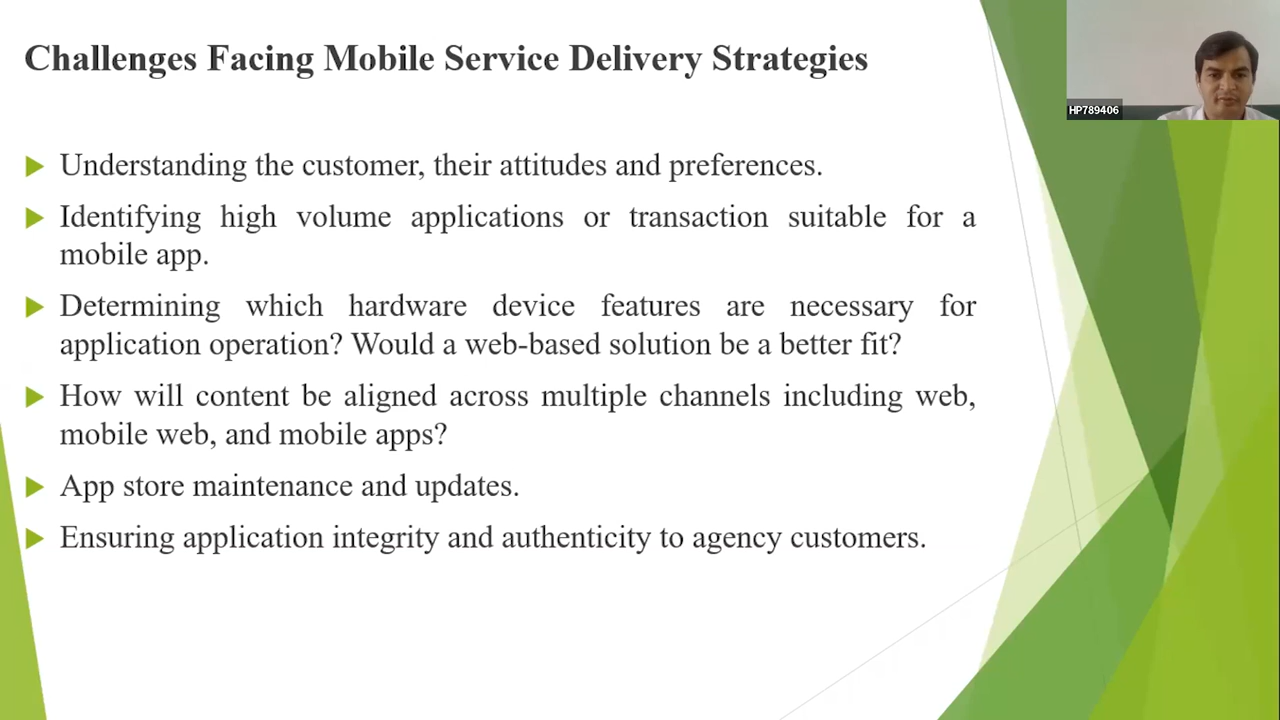 Challenges Facing Mobile Service Delivery Strategies
HP789406
Understanding the customer, their attitudes and preferences.
Identifying high volume applications or transaction suitable for a
mobile app.
Determining which hardware device features are necessary for
application operation? Would a web-based solution be a better fit?
How will content be aligned across multiple channels including web,
mobile web, and mobile apps?
App store maintenance and updates.
Ensuring application integrity and authenticity to agency customers.